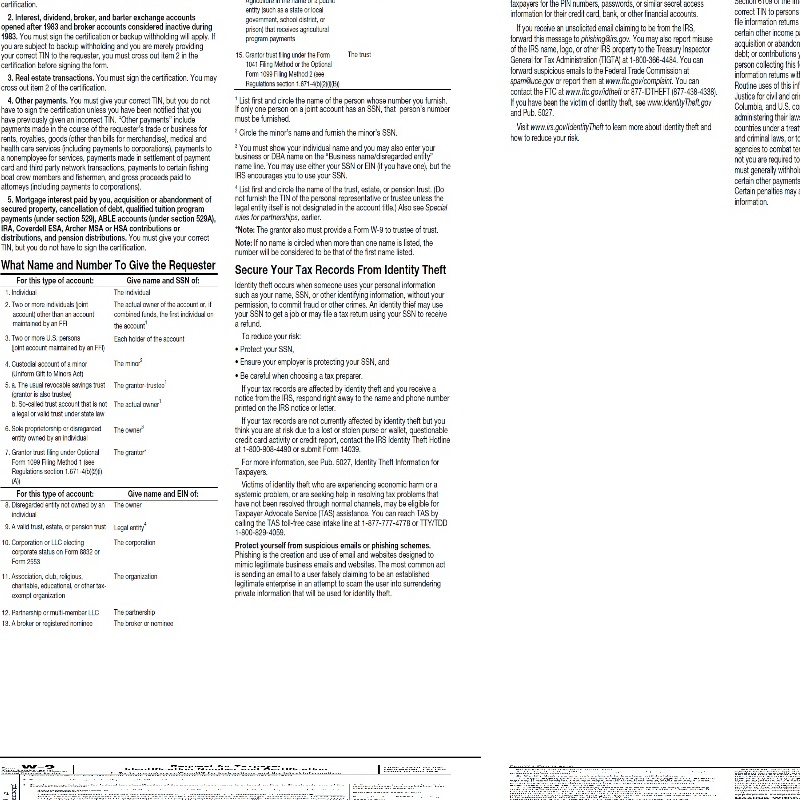 certification.
2. Interest, dividend, broker, and barter exchange accounts
opened after 1983 and broker accounts considered inactive during
1983. You must sign the certification or backup withholding will apply. If
you are subject to backup withholding and you are merely providing
your correct TIN to the requester, you must cross out item 2 in the
certification before signing the form.
3. Real estate transactions. You must sign the certification. You may
cross out item 2 of the certification.
4. Other payments. You must give your correct TIN, but you do not
have to sign the certification unless you have been notified that you
have previously given an incorrect TIN. "Other payments" include
payments made in the course of the requester's trade or business for
rents, royalties, goods (other than bills for merchandise), medical and
health care services (including payments to corporations), payments to
a nonemployee for services, payments made in settlement of payment
card and third party network transactions, payments to certain fishing
boat crew members and fishermen, and gross proceeds paid to
attorneys (including payments to corporations).
5. Mortgage interest paid by you, acquisition or abandonment of
secured property, cancellation of debt, qualified tuition program
payments (under section 529), ABLE accounts (under section 529A),
IRA, Coverdell ESA, Archer MSA or HSA contributions or
distributions, and pension distributions. You must give your correct
TIN, but you do not have to sign the certification.
What Name and Number To Give the Requester
For this type of account: Give name and SSN of:
1. Individual The individual
2. Two or more individuals (joint The actual owner of the account or, if
account) other than an account combined funds, the first individual on
maintained by an FFI the account1
3. Two or more U.S. persons Each holder of the account
(joint account maintained by an FFI)
4. Custodial account of a minor The minor2
(Uniform Gift to Minors Act)
5. a. The usual revocable savings trust The grantor-trustee1
(grantor is also trustee)
b. So-called trust account that is not The actual owner1
a legal or valid trust under state law
6. Sole proprietorship or disregarded The owner3
entity owned by an individual
7. Grantor trust filing under Optional The grantor*
Form 1099 Filing Method 1 (see
Regulations section 1.671-4(b)(2)(i)
(A))
For this type of account: Give name and EIN of:
8. Disregarded entity not owned by an The owner
individual
9. A valid trust, estate, or pension trust Legal entity4
10. Corporation or LLC electing The corporation
corporate status on Form 8832 or
Form 2553
11. Association, club, religious, The organization
charitable, educational, or other tax-
exempt organization
12. Partnership or multi-member LLC The partnership
13. A broker or registered nominee The broker or nominee
Agriculture in the name of a public
entity (such as a state or local
government, school district, or
prison) that receives agricultural
program payments
15. Grantor trust filing under the Form The trust
1041 Filing Method or the Optional
Form 1099 Filing Method 2 (see
Regulations section 1.671-4(b)(2)(i)(B))
1 List first and circle the name of the person whose number you furnish.
If only one person on a joint account has an SSN, that person's number
must be furnished.
2 Circle the minor's name and furnish the minor's SSN.
3 You must show your individual name and you may also enter your
business or DBA name on the "Business name/disregarded entity"
name line. You may use either your SSN or EIN (if you have one), but the
IRS encourages you to use your SSN.
4 List first and circle the name of the trust, estate, or pension trust. (Do
not furnish the TIN of the personal representative or trustee unless the
legal entity itself is not designated in the account title.) Also see Special
rules for partnerships, earlier.
*Note: The grantor also must provide a Form W-9 to trustee of trust.
Note: If no name is circled when more than one name is listed, the
number will be considered to be that of the first name listed.
Secure Your Tax Records From Identity Theft
Identity theft occurs when someone uses your personal information
such as your name, SSN, or other identifying information, without your
permission, to commit fraud or other crimes. An identity thief may use
your SSN to get a job or may file a tax return using your SSN to receive
a refund.
To reduce your risk:
• Protect your SSN,
• Ensure your employer is protecting your SSN, and
• Be careful when choosing a tax preparer.
If your tax records are affected by identity theft and you receive a
notice from the IRS, respond right away to the name and phone number
printed on the IRS notice or letter.
If your tax records are not currently affected by identity theft but you
think you are at risk due to a lost or stolen purse or wallet, questionable
credit card activity or credit report, contact the IRS Identity Theft Hotline
at 1-800-908-4490 or submit Form 14039.
For more information, see Pub. 5027, Identity Theft Information for
Taxpayers.
Victims of identity theft who are experiencing economic harm or a
systemic problem, or are seeking help in resolving tax problems that
have not been resolved through normal channels, may be eligible for
Taxpayer Advocate Service (TAS) assistance. You can reach TAS by
calling the TAS toll-free case intake line at 1-877-777-4778 or TTY/TDD
1-800-829-4059.
Protect yourself from suspicious emails or phishing schemes.
Phishing is the creation and use of email and websites designed to
mimic legitimate business emails and websites. The most common act
is sending an email to a user falsely claiming to be an established
legitimate enterprise in an attempt to scam the user into surrendering
private information that will be used for identity theft.
taxpayers for the PIN numbers, passwords, or similar secret access
information for their credit card, bank, or other financial accounts.
If you receive an unsolicited email claiming to be from the IRS,
forward this message to phishing@irs.gov. You may also report misuse
of the IRS name, logo, or other IRS property to the Treasury Inspector
General for Tax Administration (TIGTA) at 1-800-366-4484. You can
forward suspicious emails to the Federal Trade Commission at
spam@uce.gov or report them at www.ftc.gov/complaint. You can
contact the FTC at www.ftc.gov/idtheft or 877-IDTHEFT (877-438-4338).
If you have been the victim of identity theft, see www.IdentityTheft.gov
and Pub. 5027.
Visit www.irs.gov/IdentityTheft to learn more about identity theft and
how to reduce your risk.
Section 6109 of the
correct TIN to persons
file information returns
certain other income pa
acquisition or abandon
debt; or contributions y
person collecting this f
information returns wit
Routine uses of this inf
Justice for civil and crim
Columbia, and U.S. co
administering their laws
countries under a treat
and criminal laws, or to
agencies to combat ter
not you are required to
must generally withhol
certain other payments
Certain penalties may a
information.
W-9